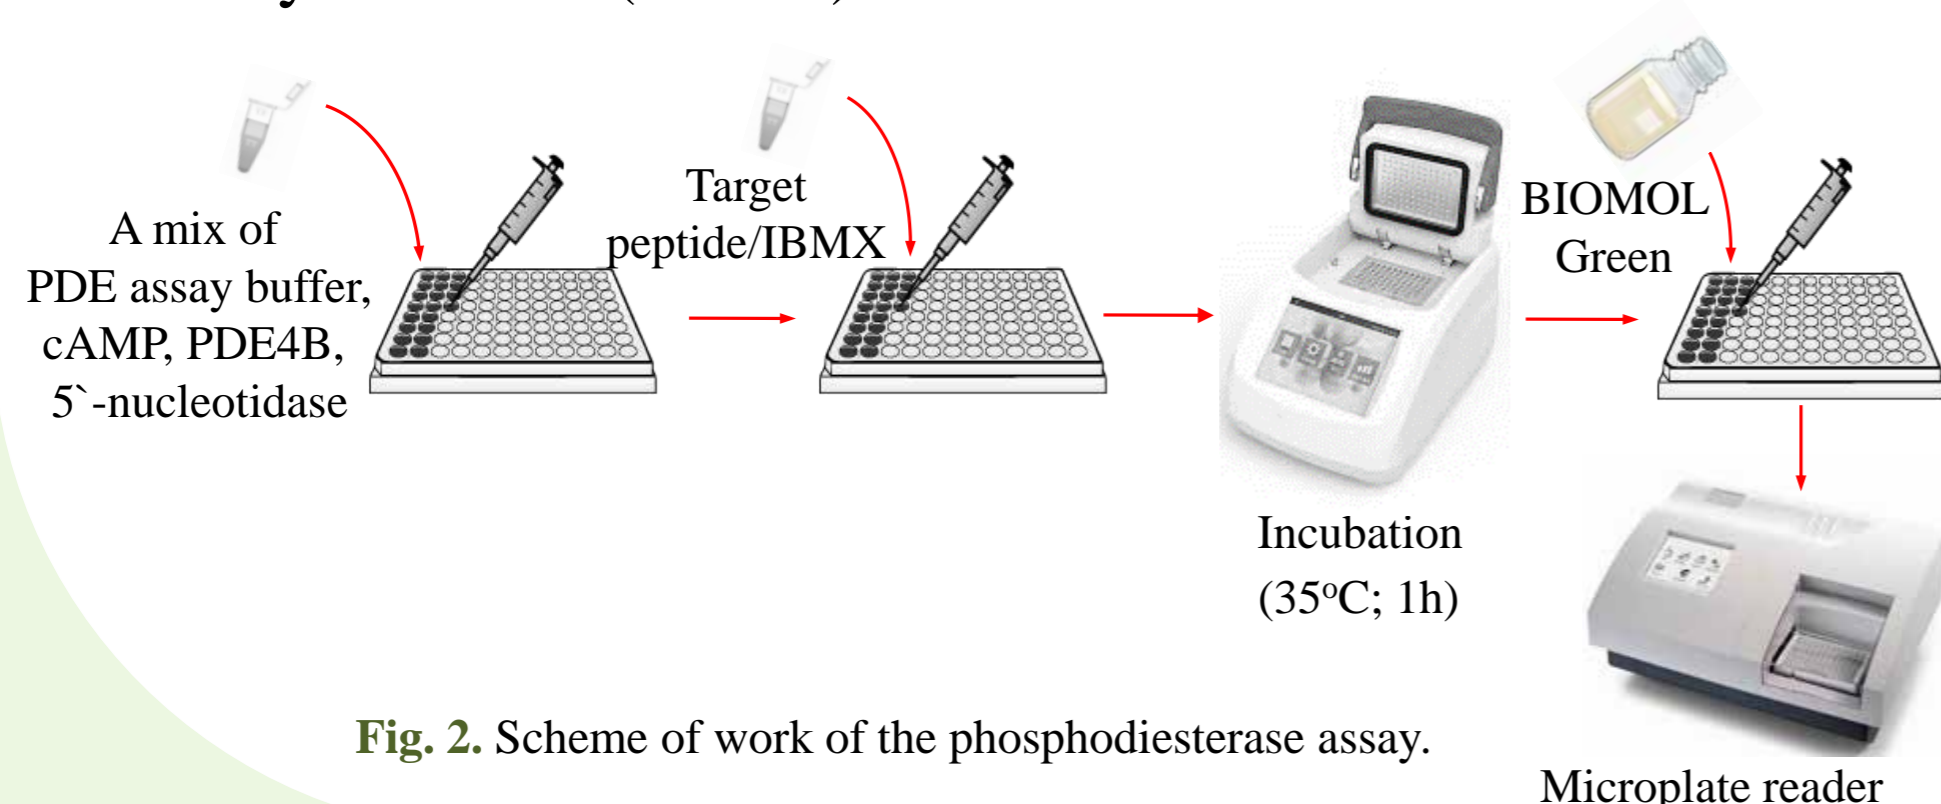 A mix of
PDE assay buffer,
cAMP, PDE4B,
5`-nucleotidase
Target
peptide/IBMX
Incubation
(35°C; 1h)
BIOMOL
Green
Microplate reader
Fig. 2. Scheme of work of the phosphodiesterase assay.